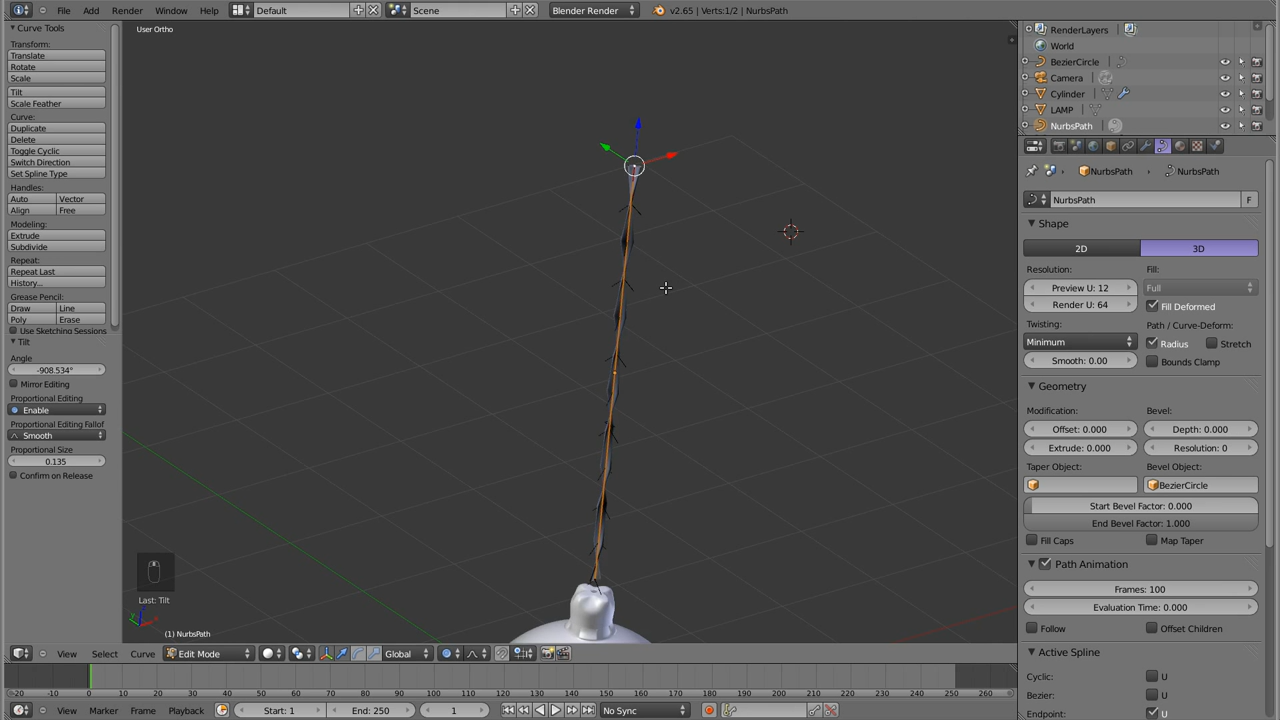 File Add Render Window Help Default Scene Blender Render v2.65 | Verts:1/2 | NurbsPath
Curve Tools
Transform:
Translate
Rotate
Scale
Tilt
Scale Feather
Curve:
Duplicate
Delete
Toggle Cyclic
Switch Direction
Set Spline Type
Handles:
Auto Vector
Align Free
Modeling:
Extrude
Subdivide
Repeat:
Repeat Last
History...
Grease Pencil:
Draw Line
Poly Erase
Use Sketching Sessions
Tilt
Angle
-908.534°
Mirror Editing
Proportional Editing
Enable
Proportional Editing Fallof
Smooth
Proportional Size
0.135
Confirm on Release
User Ortho
Last: Tilt
(1) NurbsPath
View Select Curve Edit Mode Global
-20 -10 0 10 20 30 40 50 60 70 80 90 100 110 120 130 140 150 160 170 180 190 200 210 220 230 240 250 260
View Marker Frame Playback Start: 1 End: 250 1 No Sync
RenderLayers
World
BezierCircle
Camera
Cylinder
LAMP
NurbsPath
NurbsPath NurbsPath
NurbsPath F
Shape
2D 3D
Resolution: Fill:
Preview U: 12 Full
Render U: 64 Fill Deformed
Twisting: Path / Curve-Deform:
Minimum Radius Stretch
Smooth: 0.00 Bounds Clamp
Geometry
Modification: Bevel:
Offset: 0.000 Depth: 0.000
Extrude: 0.000 Resolution: 0
Taper Object: Bevel Object:
BezierCircle
Start Bevel Factor: 0.000
End Bevel Factor: 1.000
Fill Caps Map Taper
Path Animation
Frames: 100
Evaluation Time: 0.000
Follow Offset Children
Active Spline
Cyclic: U
Bezier: U
Endpoint: U